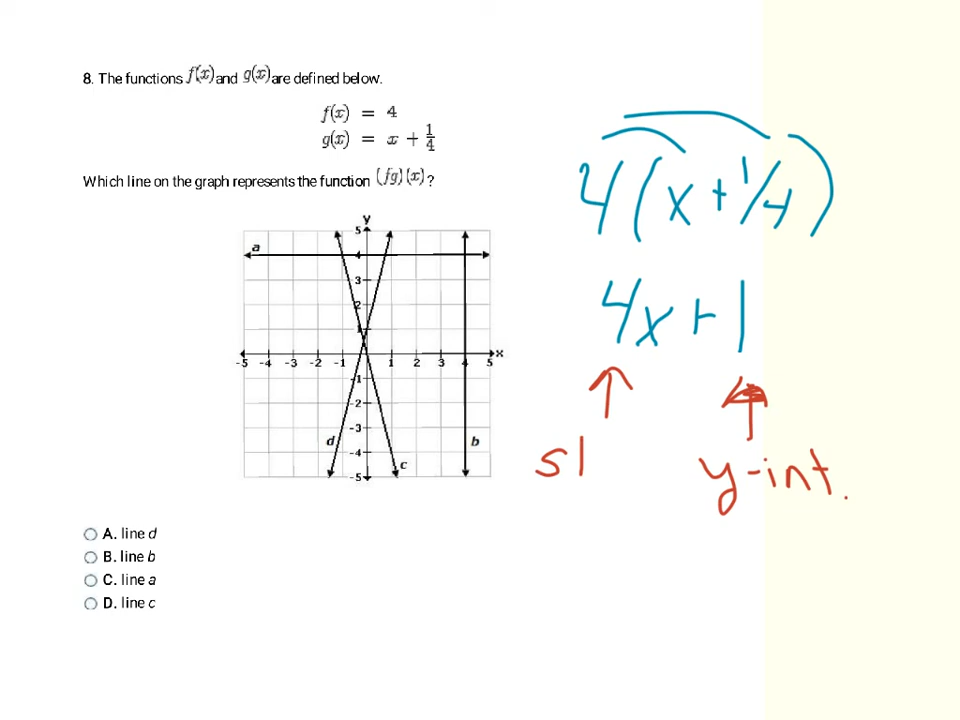 8. The functions f(x) and g(x) are defined below.
f(x) = 4
g(x) = x + 1/4
Which line on the graph represents the function (fg)(x)?
y
5
a
4
3
2
1
x
-5 -4 -3 -2 -1 1 2 3 4 5
-1
-2
-3
d
b
-4
c
-5
A. line d
B. line b
C. line a
D. line c
4(x+1/4)
4x+1
sl
y-int.